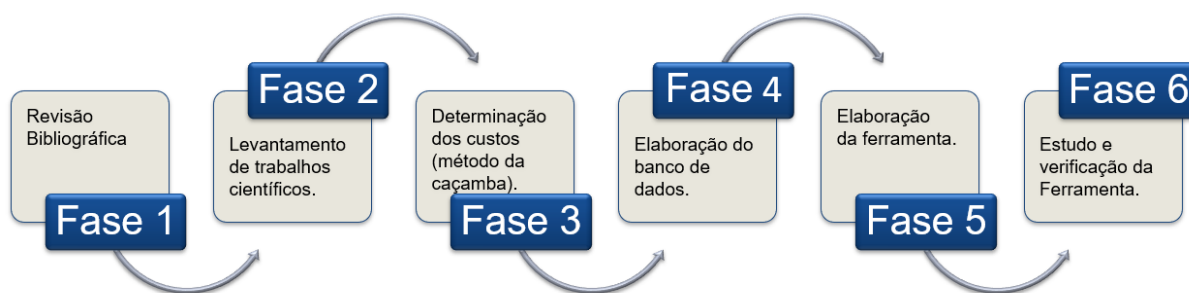 Revisão
Bibliográfica
Fase 1
Fase 2
Levantamento
de trabalhos
científicos.
Determinação
dos custos
(método da
caçamba).
Fase 3
Fase 4
Elaboração do
banco de
dados.
Elaboração
da ferramenta.
Fase 5
Fase 6
Estudo e
verificação da
Ferramenta.